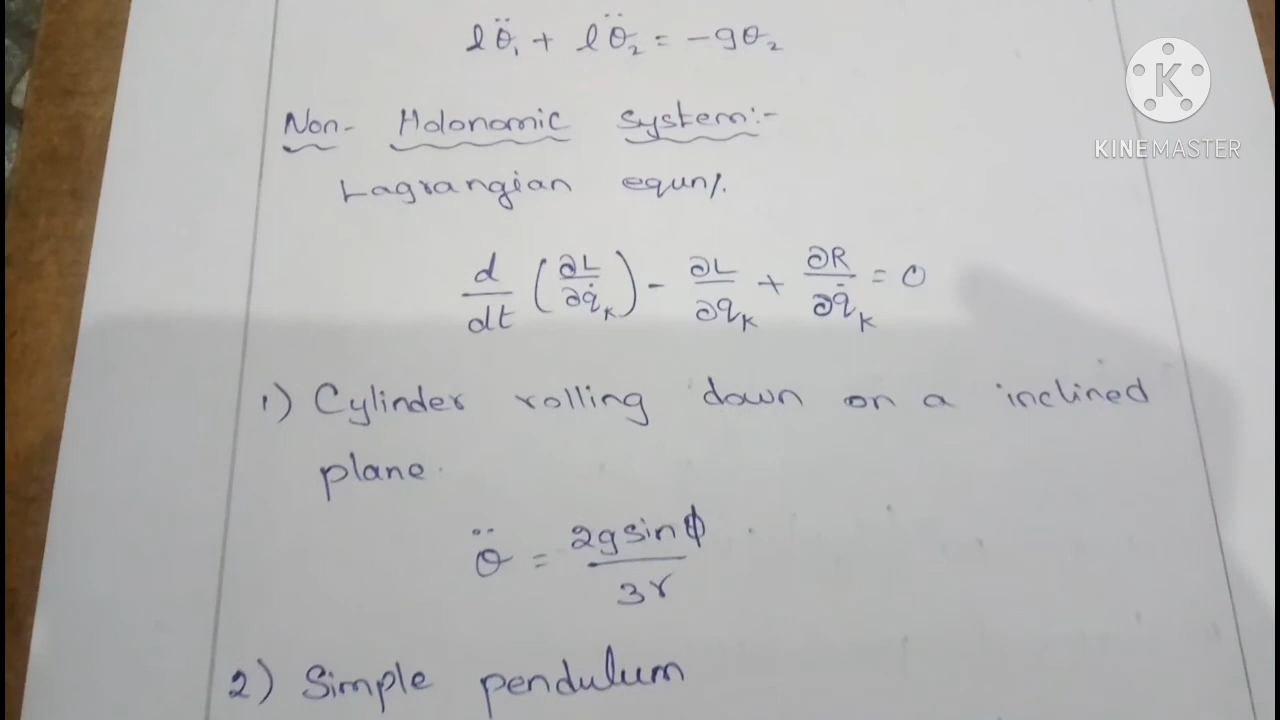 lθ̈₁ + lθ̈₂ = -gθ₂
K
KINEMASTER
Non- Holonomic system:-
Lagrangian equn/.
d/dt (∂L/∂q̇ₖ) - ∂L/∂qₖ + ∂R/∂q̇ₖ = 0
1) Cylinder rolling down on a inclined
plane.
θ̈ = 2g sin ϕ / 3r
2) Simple pendulum